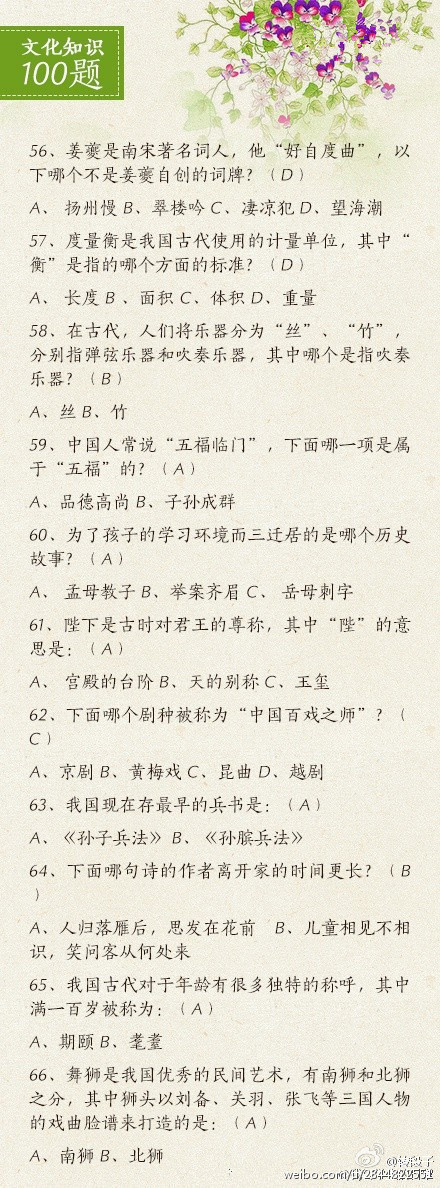 文化知识
100题
56、姜夔是南宋著名词人，他“好自度曲”，以
下哪个不是姜夔自创的词牌？（D）
A、 扬州慢 B、翠楼吟 C、凄凉犯 D、望海潮
57、度量衡是我国古代使用的计量单位，其中“
衡”是指的哪个方面的标准？（D）
A、 长度 B 、面积 C、体积 D、重量
58、在古代，人们将乐器分为“丝”、“竹”，
分别指弹弦乐器和吹奏乐器，其中哪个是指吹奏
乐器？（B）
A、丝 B、竹
59、中国人常说“五福临门”，下面哪一项是属
于“五福”的？（A）
A、品德高尚 B、子孙成群
60、为了孩子的学习环境而三迁居的是哪个历史
故事？（A）
A、 孟母教子 B、举案齐眉 C、 岳母刺字
61、陛下是古时对君王的尊称，其中“陛”的意
思是：（A）
A、 宫殿的台阶 B、天的别称 C、玉玺
62、下面哪个剧种被称为“中国百戏之师”？（
C）
A、京剧 B、黄梅戏 C、昆曲 D、越剧
63、我国现在存最早的兵书是：（A）
A、《孙子兵法》 B、《孙膑兵法》
64、下面哪句诗的作者离开家的时间更长？（B
）
A、人归落雁后，思发在花前 B、儿童相见不相
识，笑问客从何处来
65、我国古代对于年龄有很多独特的称呼，其中
满一百岁被称为：（A）
A、期颐 B、耄耋
66、舞狮是我国优秀的民间艺术，有南狮和北狮
之分，其中狮头以刘备、关羽、张飞等三国人物
的戏曲脸谱来打造的是：（A）
A、南狮 B、北狮